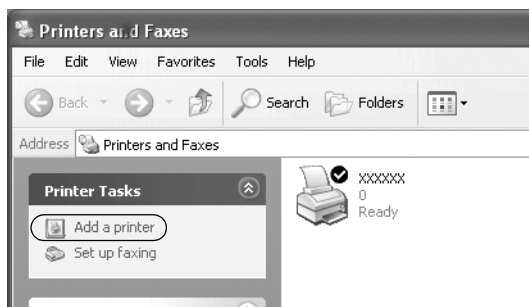 Printers and Faxes
File Edit View Favorites Tools Help
Back Search Folders
Address Printers and Faxes
Printer Tasks
Add a printer
Set up faxing
xxxxxx
0
Ready